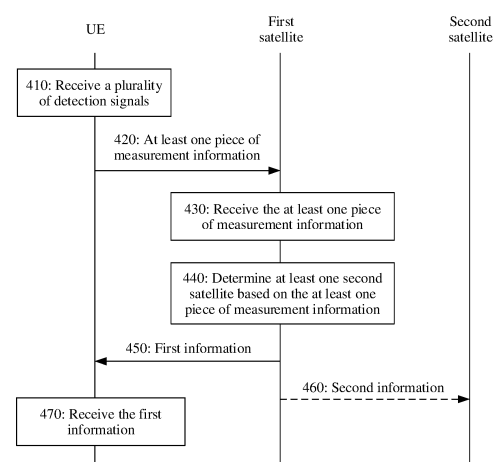 UE
First
satellite
Second
satellite
410: Receive a plurality
of detection signals
420: At least one piece of
measurement information
430: Receive the at least one piece
of measurement information
440: Determine at least one second
satellite based on the at least one
piece of measurement information
450: First information
460: Second information
470: Receive the first
information